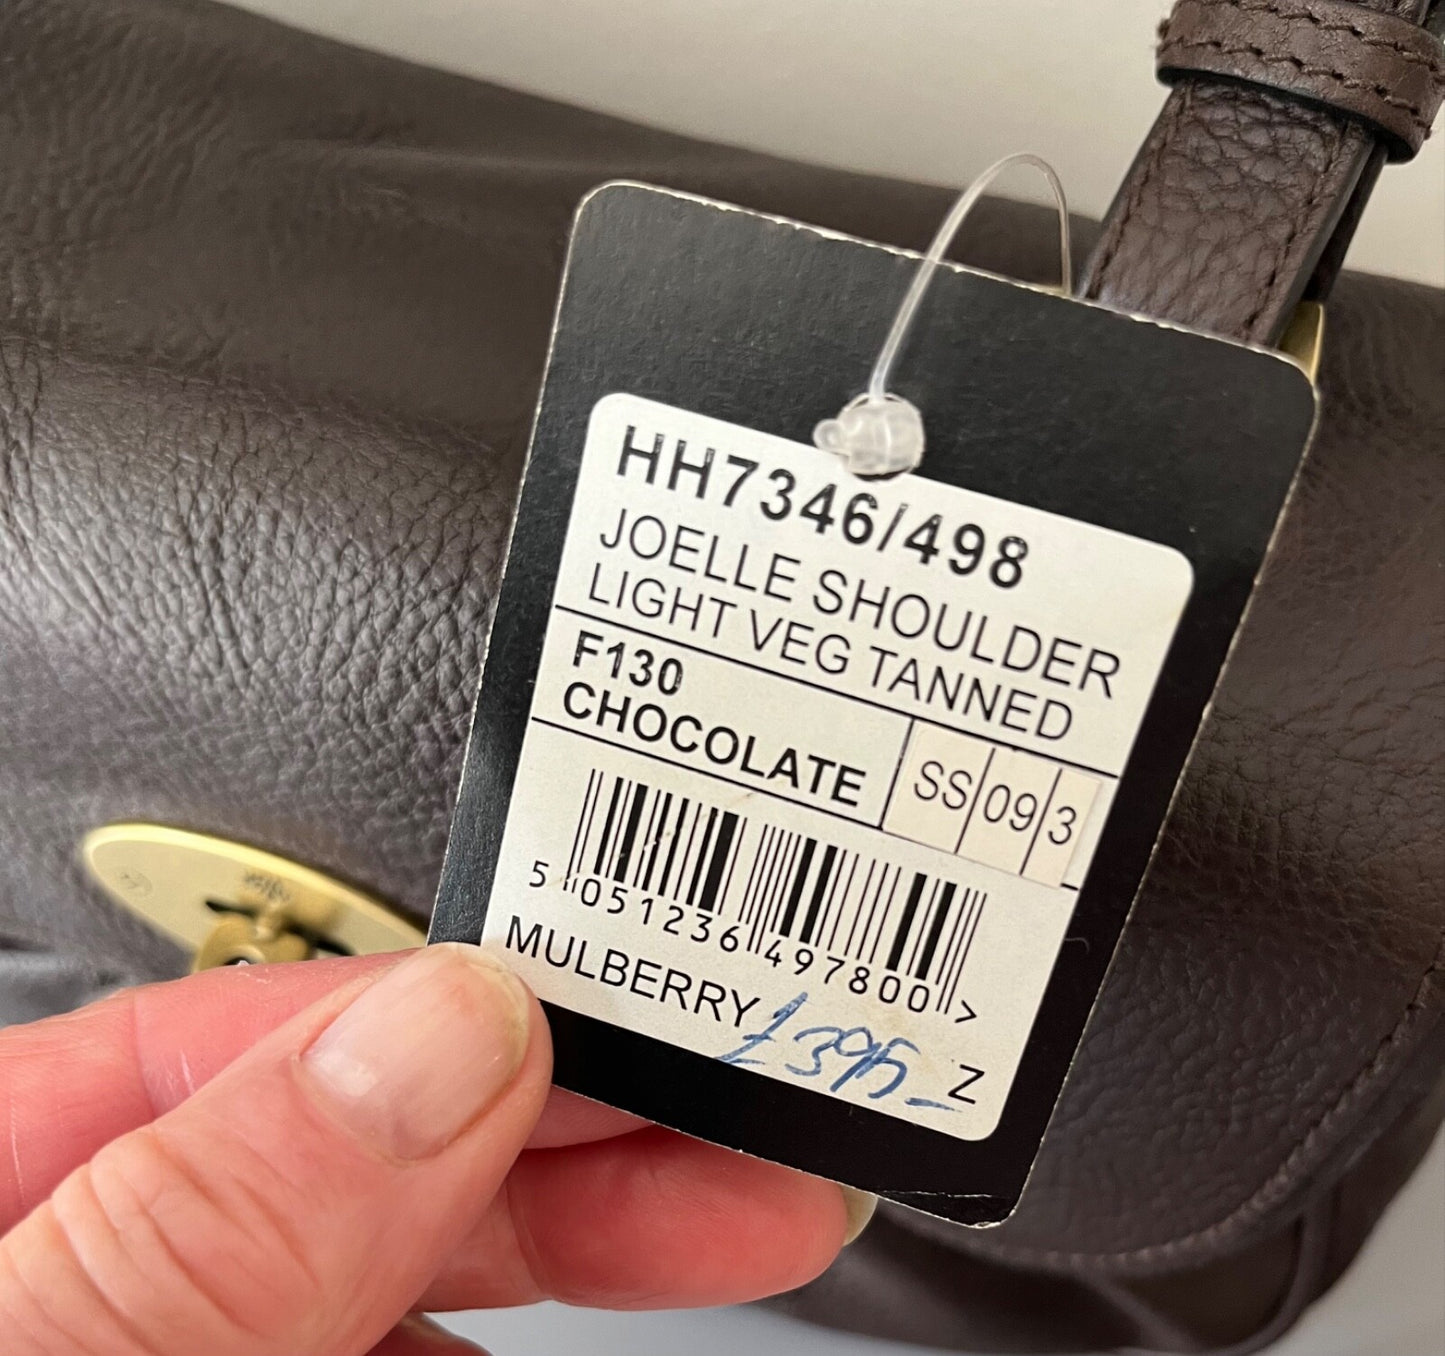 HH7346/498
JOELLE SHOULDER
LIGHT VEG TANNED
F130
CHOCOLATE
SS 09 3
5 051236 497800 >
MULBERRY £395- Z